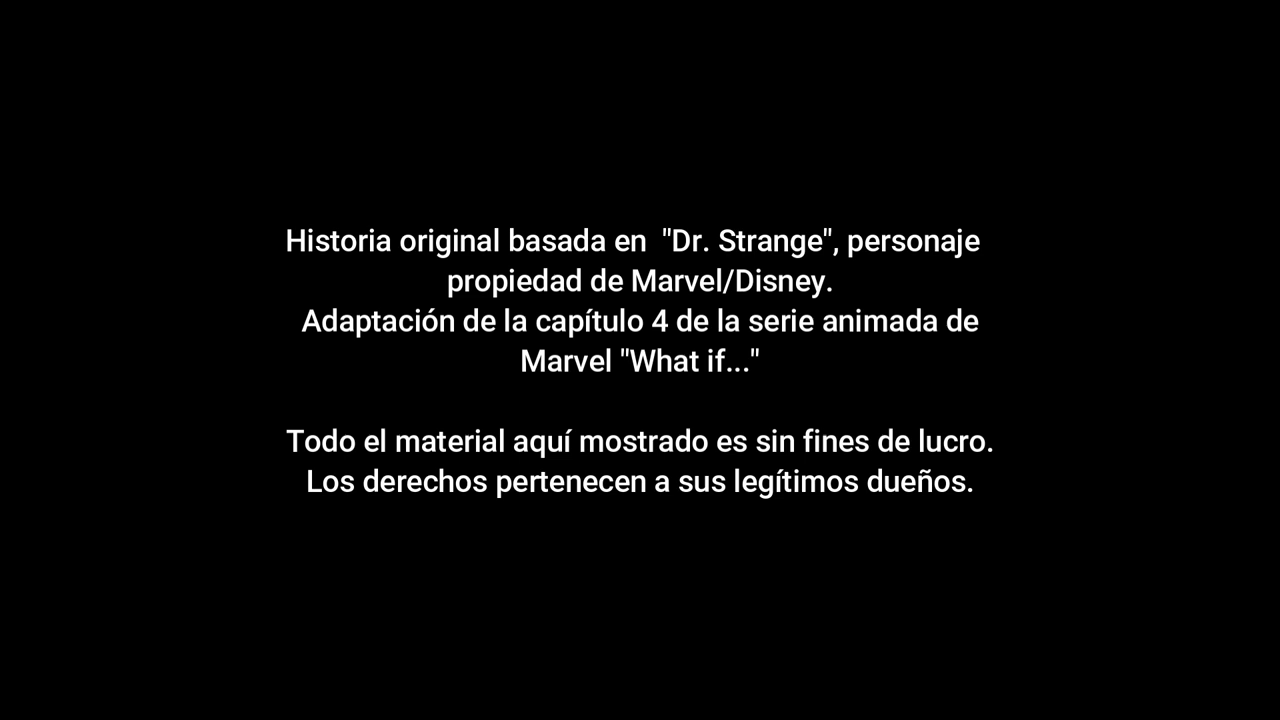 Historia original basada en  "Dr. Strange", personaje
propiedad de Marvel/Disney.
Adaptación de la capítulo 4 de la serie animada de
Marvel "What if..."
Todo el material aquí mostrado es sin fines de lucro.
Los derechos pertenecen a sus legítimos dueños.